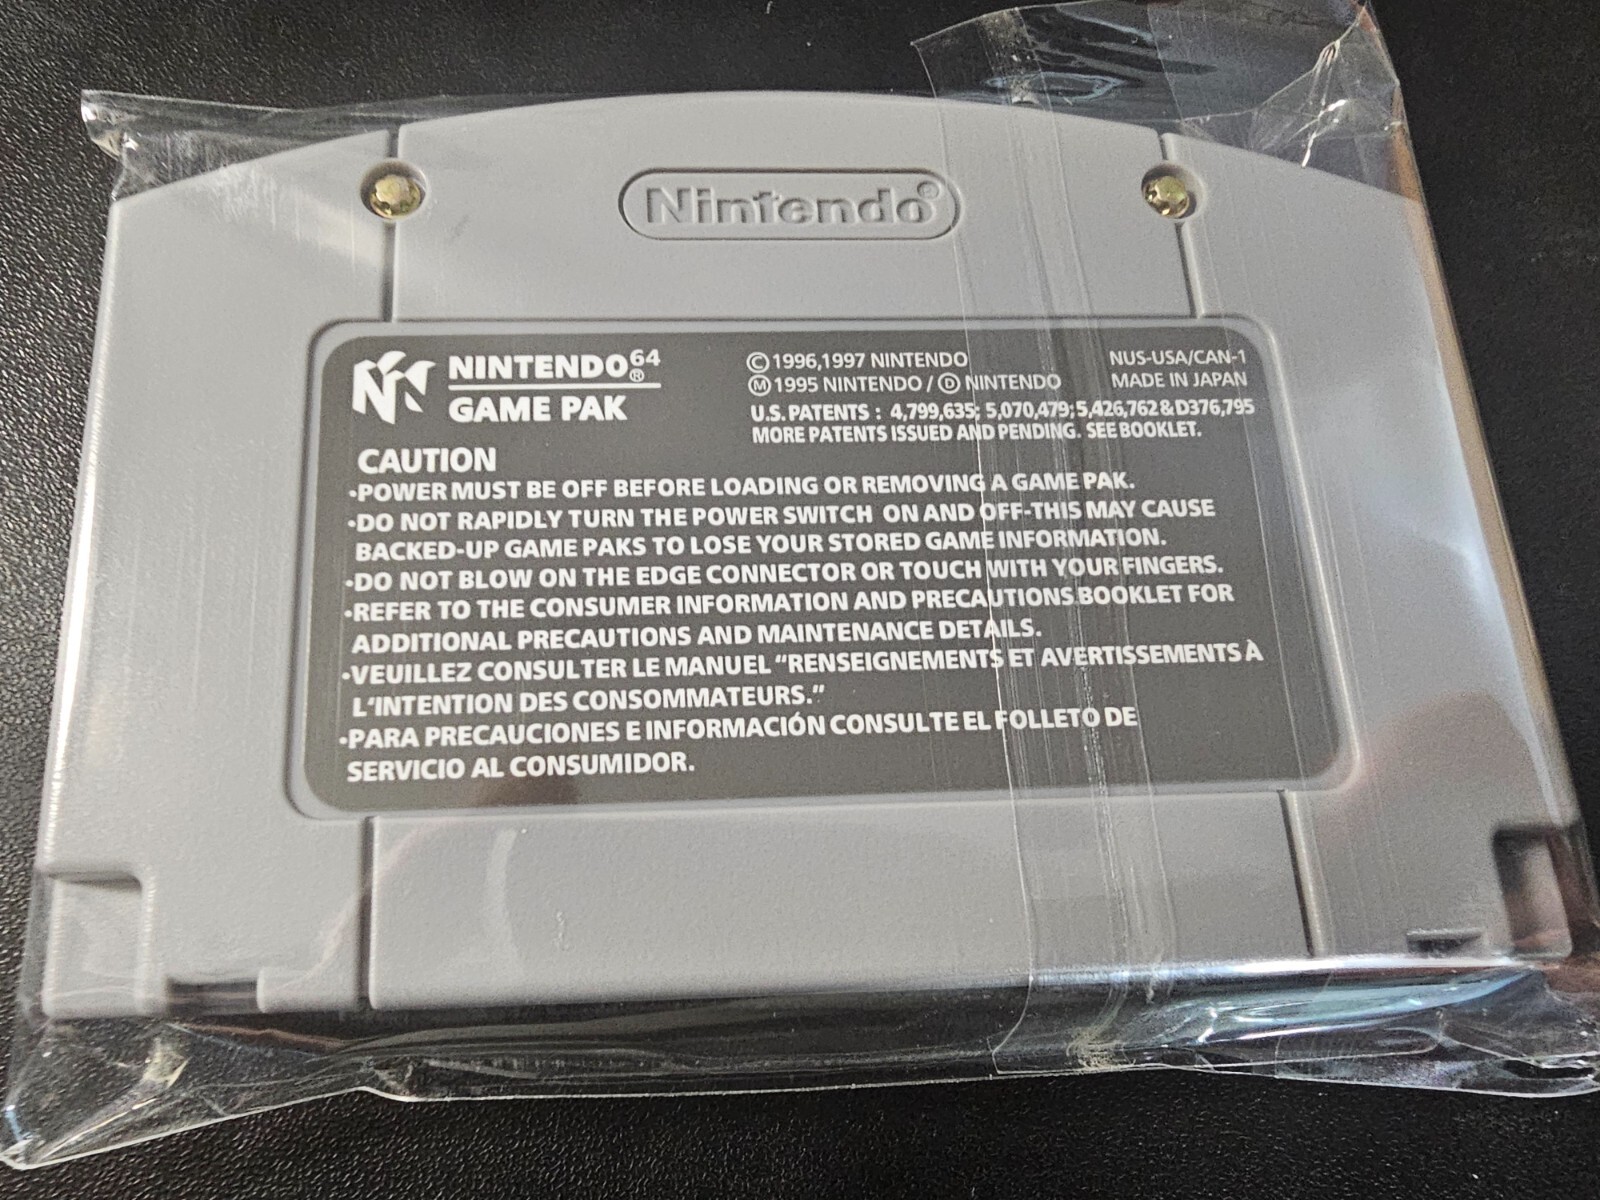 Nintendo®
NINTENDO64®
GAME PAK
©1996,1997 NINTENDO
Ⓜ1995 NINTENDO / Ⓓ NINTENDO
NUS-USA/CAN-1
MADE IN JAPAN
U.S. PATENTS : 4,799,635; 5,070,479;5,426,762&D376,795
MORE PATENTS ISSUED AND PENDING. SEE BOOKLET.
CAUTION
•POWER MUST BE OFF BEFORE LOADING OR REMOVING A GAME PAK.
•DO NOT RAPIDLY TURN THE POWER SWITCH ON AND OFF-THIS MAY CAUSE
BACKED-UP GAME PAKS TO LOSE YOUR STORED GAME INFORMATION.
•DO NOT BLOW ON THE EDGE CONNECTOR OR TOUCH WITH YOUR FINGERS.
•REFER TO THE CONSUMER INFORMATION AND PRECAUTIONS BOOKLET FOR
ADDITIONAL PRECAUTIONS AND MAINTENANCE DETAILS.
•VEUILLEZ CONSULTER LE MANUEL “RENSEIGNEMENTS ET AVERTISSEMENTS À
L'INTENTION DES CONSOMMATEURS.”
•PARA PRECAUCIONES E INFORMACIÓN CONSULTE EL FOLLETO DE
SERVICIO AL CONSUMIDOR.